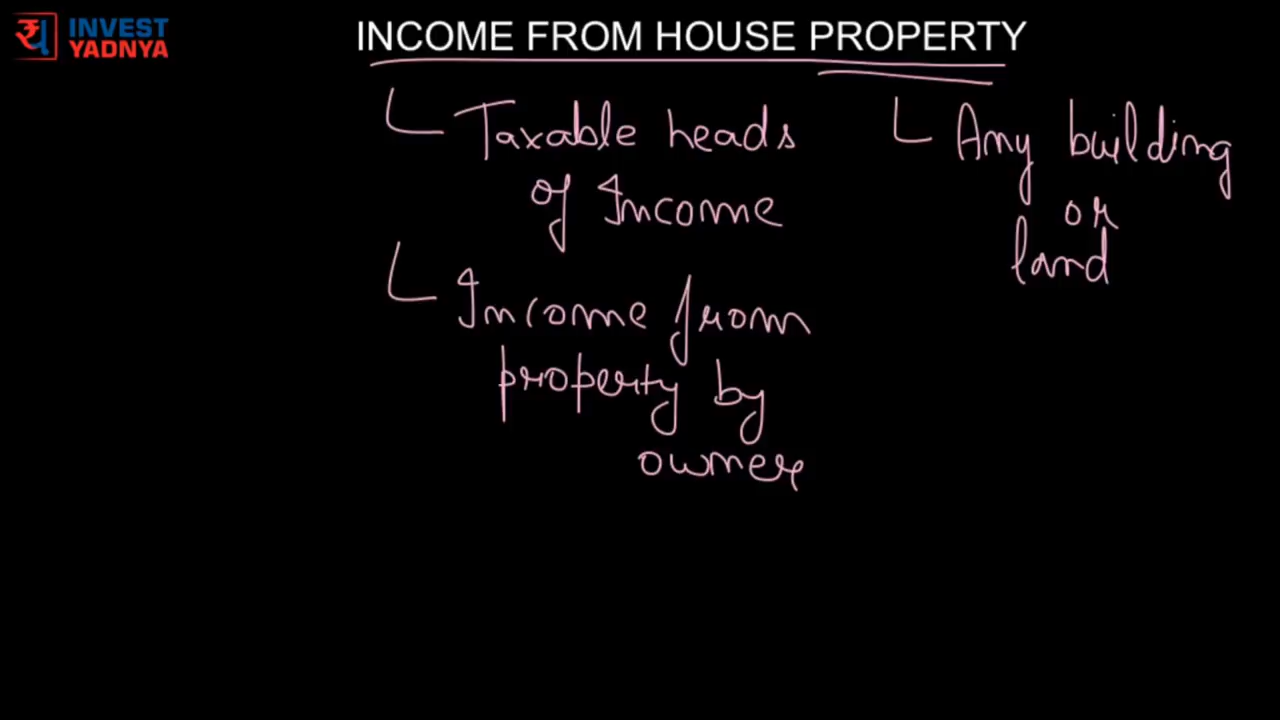 य
INVEST
YADNYA
INCOME FROM HOUSE PROPERTY
Taxable heads
of Income
Income from
property by
owner
Any building
or
land